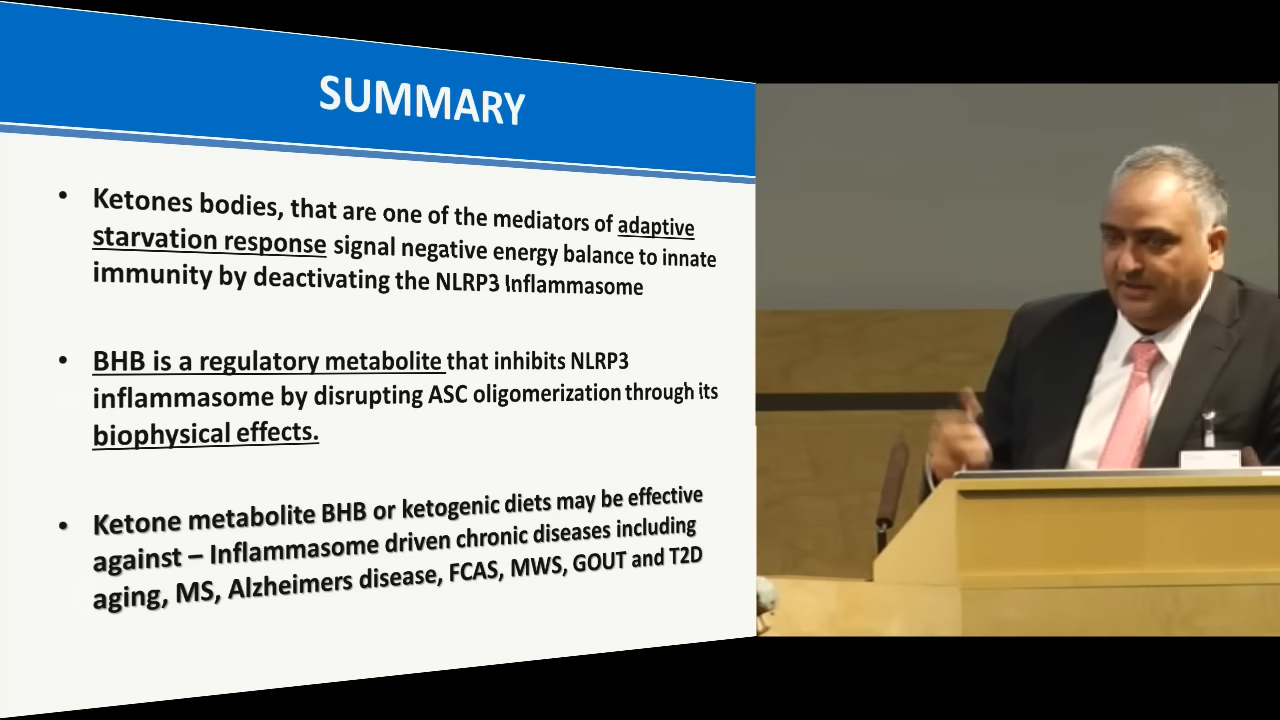 SUMMARY
• Ketones bodies, that are one of the mediators of adaptive
starvation response signal negative energy balance to innate
immunity by deactivating the NLRP3 Inflammasome
• BHB is a regulatory metabolite that inhibits NLRP3
inflammasome by disrupting ASC oligomerization through its
biophysical effects.
• Ketone metabolite BHB or ketogenic diets may be effective
against – Inflammasome driven chronic diseases including
aging, MS, Alzheimers disease, FCAS, MWS, GOUT and T2D